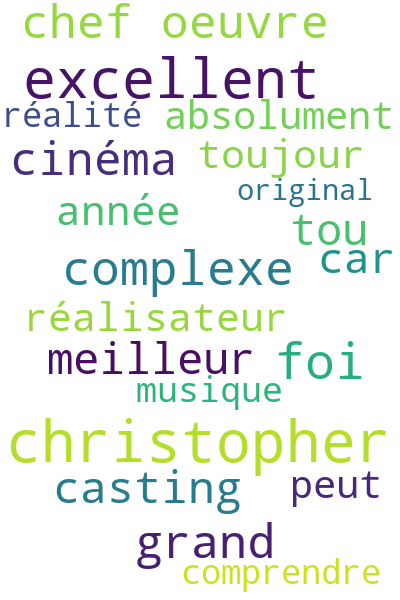 chef oeuvre
excellent
réalité absolument
cinéma toujour
original
année tou
complexe car
réalisateur
meilleur foi
musique
christopher
casting peut
grand
comprendre